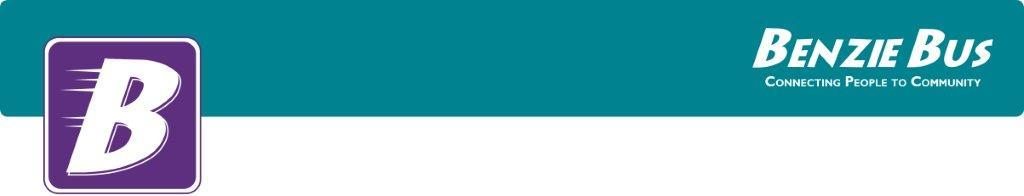 B
BENZIE BUS
CONNECTING PEOPLE TO COMMUNITY